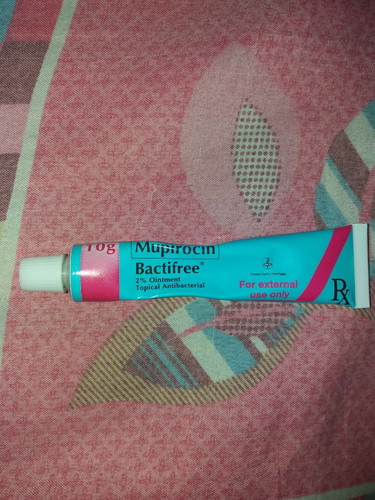 10g
Mupirocin
Bactifree®
2% Ointment
Topical Antibacterial
For external
use only
Rx